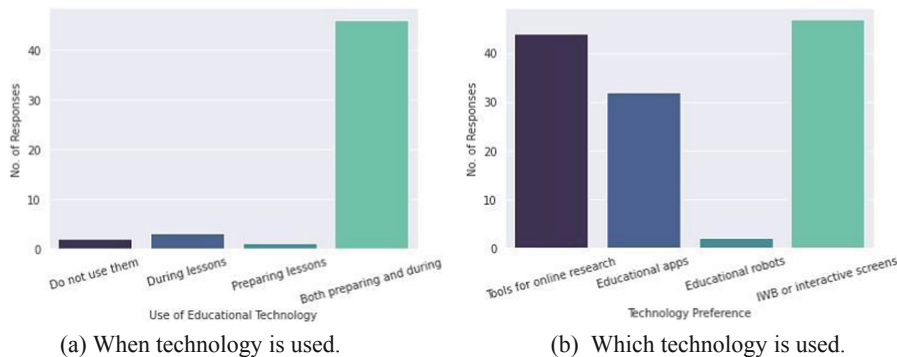 No. of Responses
40
30
20
10
0
Do not use them
During lessons
Preparing lessons
Both preparing and during
Use of Educational Technology
(a) When technology is used.
No. of Responses
40
30
20
10
0
Tools for online research
Educational apps
Educational robots
IWB or interactive screens
Technology Preference
(b) Which technology is used.